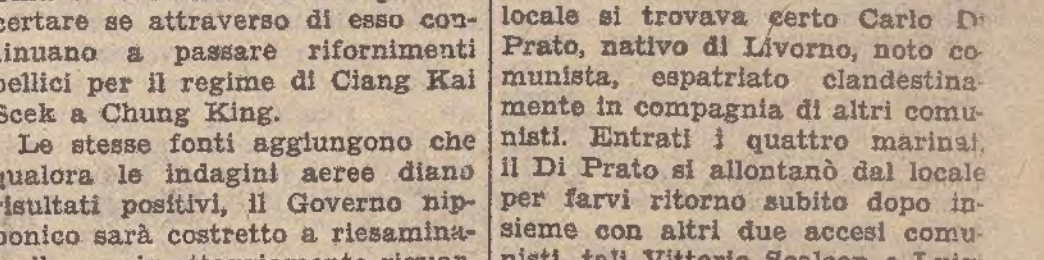 certare se attraverso di esso con-
tinuano a passare rifornimenti
bellici per il regime di Ciang Kai
Scek a Chung King.
Le stesse fonti aggiungono che
qualora le indagini aeree diano
risultati positivi, il Governo nip-
ponico sarà costretto a riesamina-
locale si trovava certo Carlo Di
Prato, nativo di Livorno, noto co-
munista, espatriato clandestina-
mente in compagnia di altri comu-
nisti. Entrati i quattro marinai,
il Di Prato si allontanò dal locale
per farvi ritorno subito dopo in-
sieme con altri due accesi comu-
nisti, tali Vittorio